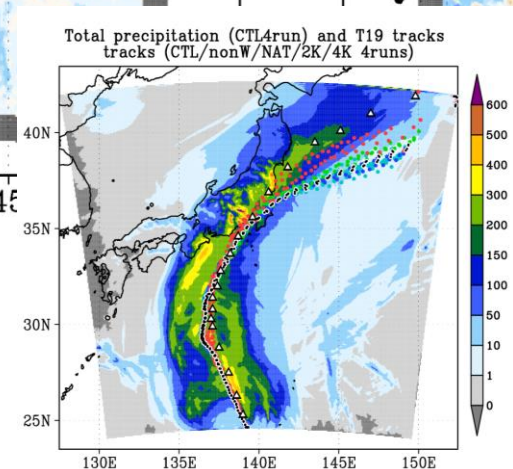 Total precipitation (CTL4run) and T19 tracks
tracks (CTL/nonW/NAT/2K/4K 4runs)
40N
35N
30N
25N
130E
135E
140E
145E
150E
600
500
400
300
200
150
100
50
10
1
0